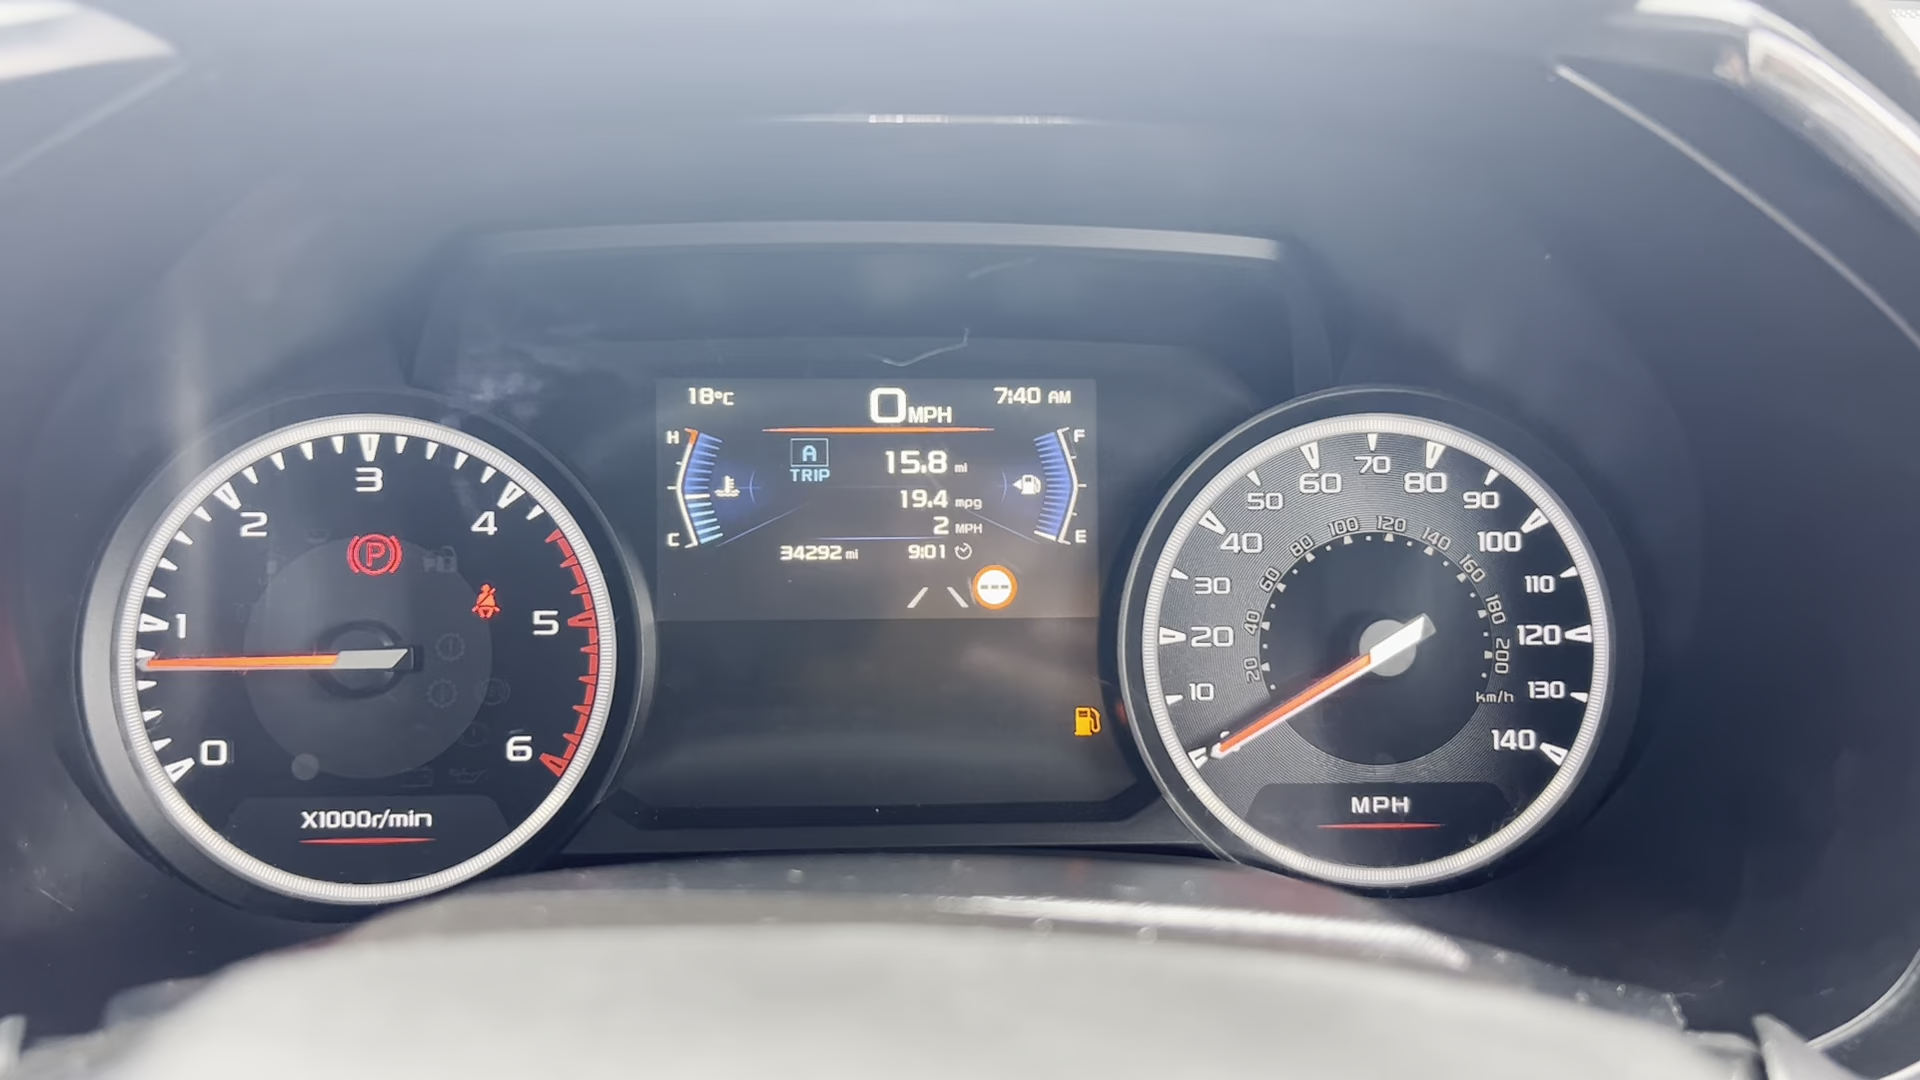 18°C
0 MPH
7:40 AM
H
C
A
TRIP
15.8 mi
19.4 mpg
2 MPH
34292 mi
9:01
F
E
0
1
2
3
4
5
6
P
X1000r/min
10
20
30
40
50
60
70
80
90
100
110
120
130
140
20
40
60
80
100
120
140
160
180
200
km/h
MPH